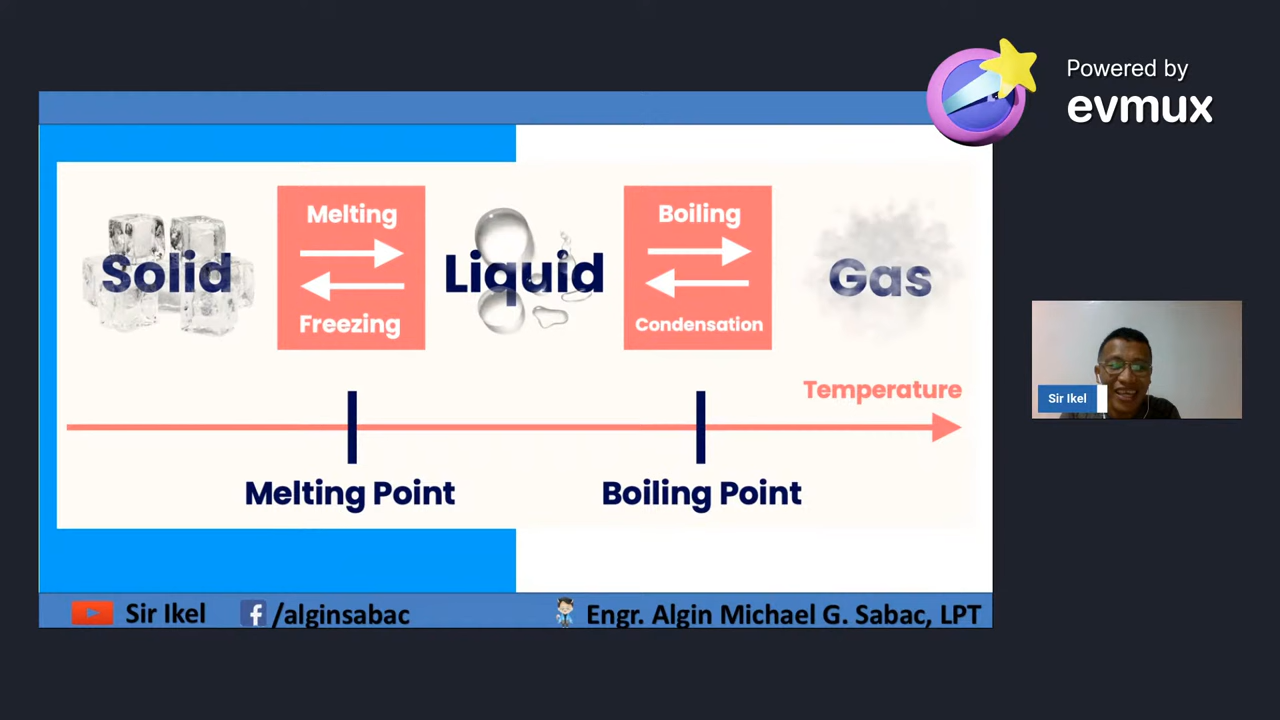 Powered by
evmux
Solid
Melting
Freezing
Liquid
Boiling
Condensation
Gas
Temperature
Melting Point
Boiling Point
Sir Ikel
Sir Ikel
/alginsabac
Engr. Algin Michael G. Sabac, LPT